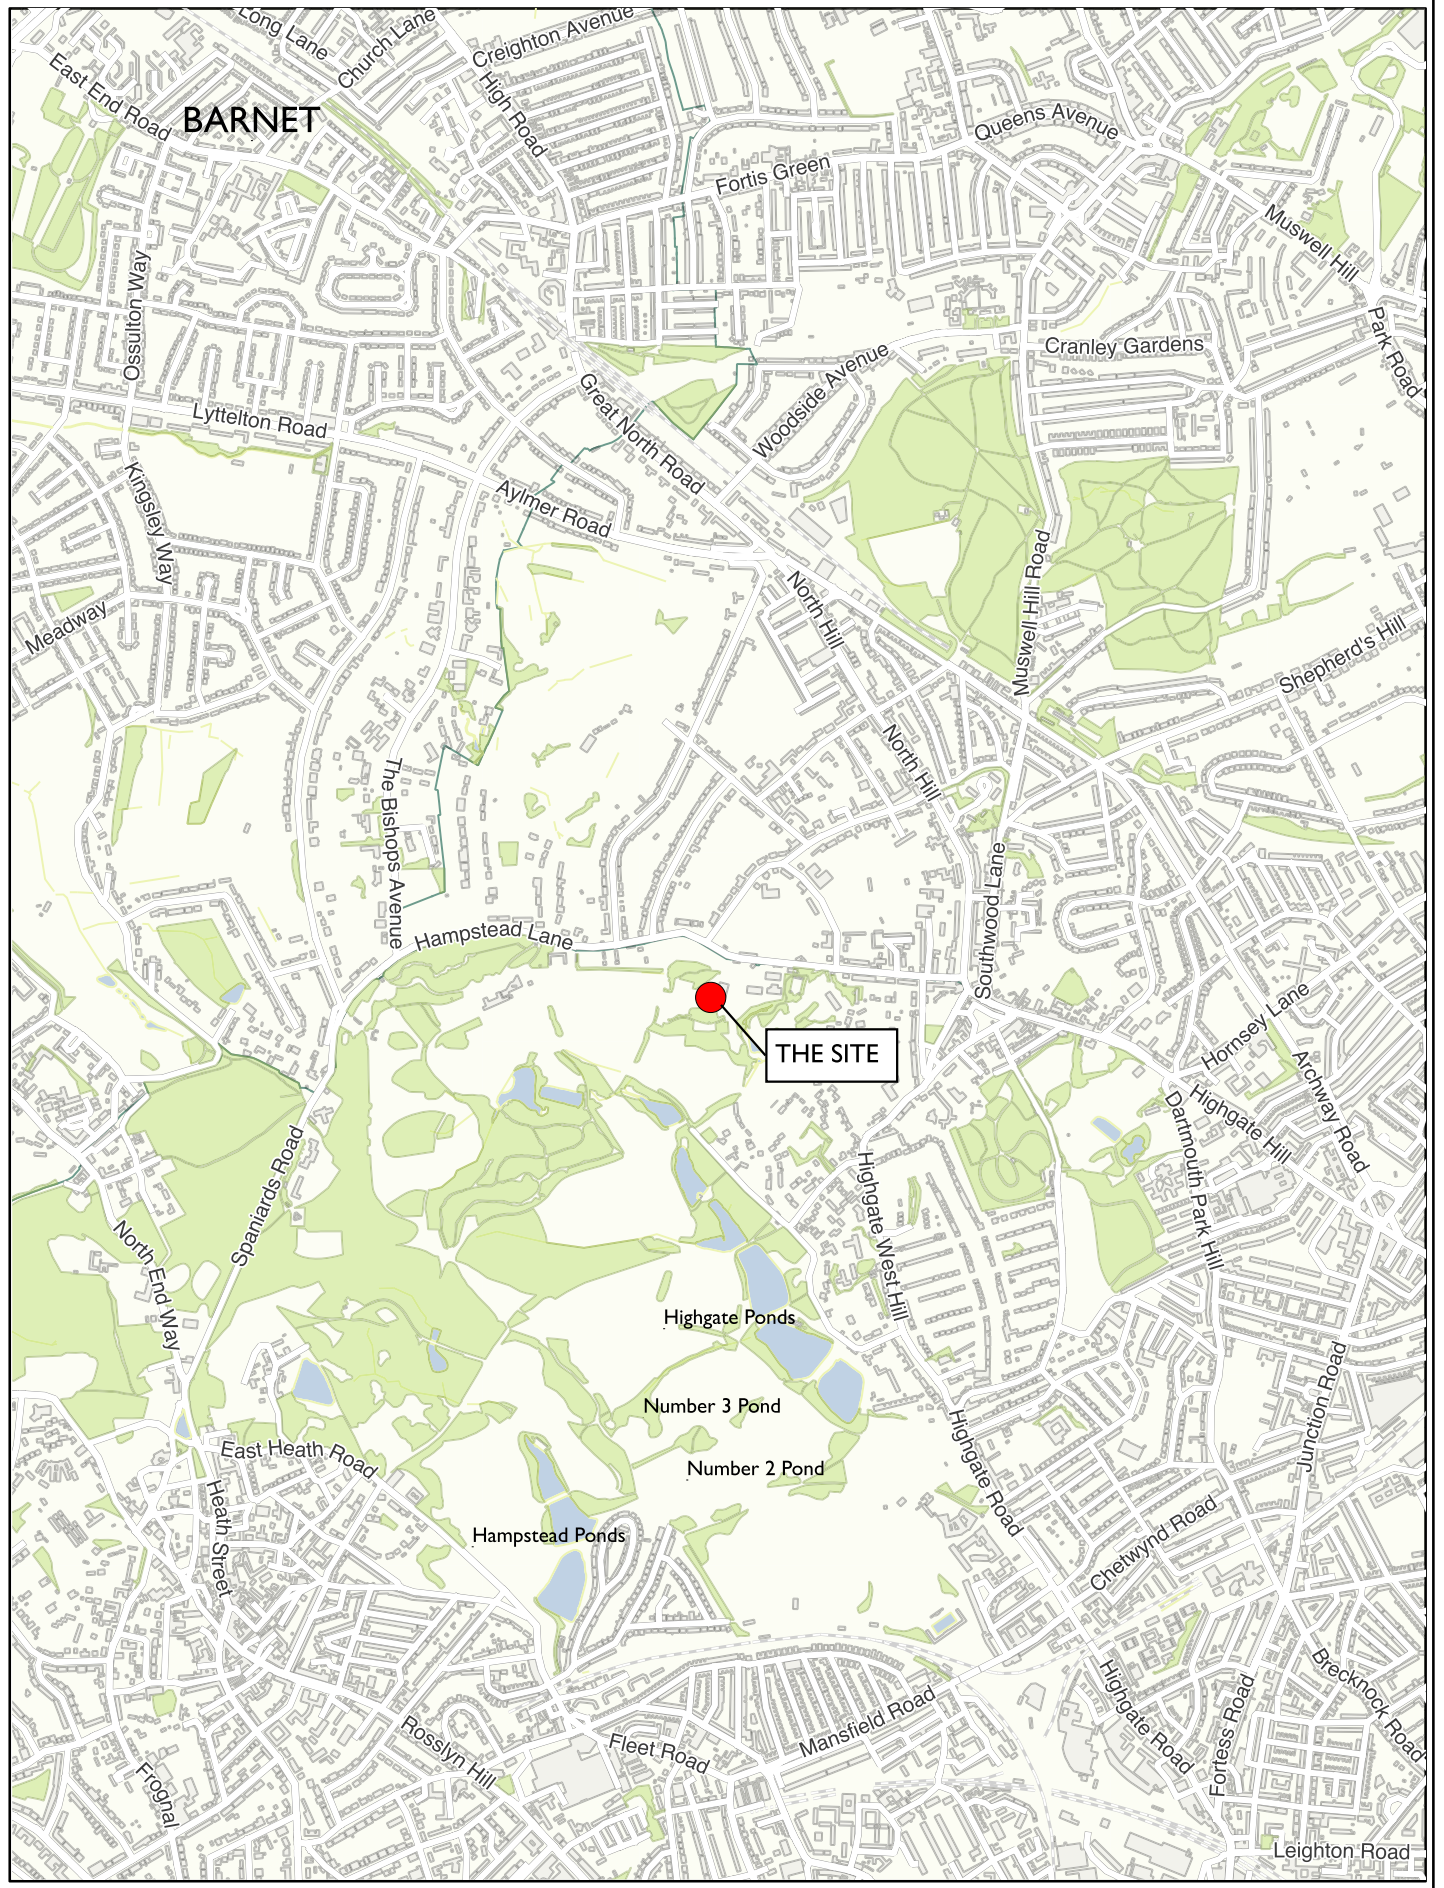 Long Lane
Church Lane
Creighton Avenue
East End Road
BARNET
High Road
Queens Avenue
Fortis Green
Muswell Hill
Ossulton Way
Park Road
Cranley Gardens
Woodside Avenue
Great North Road
Lyttelton Road
Kingsley Way
Aylmer Road
Muswell Hill Road
North Hill
Meadway
Shepherd's Hill
North Hill
The Bishops Avenue
Southwood Lane
Hampstead Lane
THE SITE
Hornsey Lane
Archway Road
Highgate Hill
Dartmouth Park Hill
Spaniards Road
Highgate West Hill
North End Way
Highgate Ponds
Junction Road
Number 3 Pond
East Heath Road
Number 2 Pond
Highgate Road
Heath Street
Hampstead Ponds
Chetwynd Road
Highgate Road
Brecknock Road
Fortess Road
Mansfield Road
Rosslyn Hill
Fleet Road
Frognal
Leighton Road